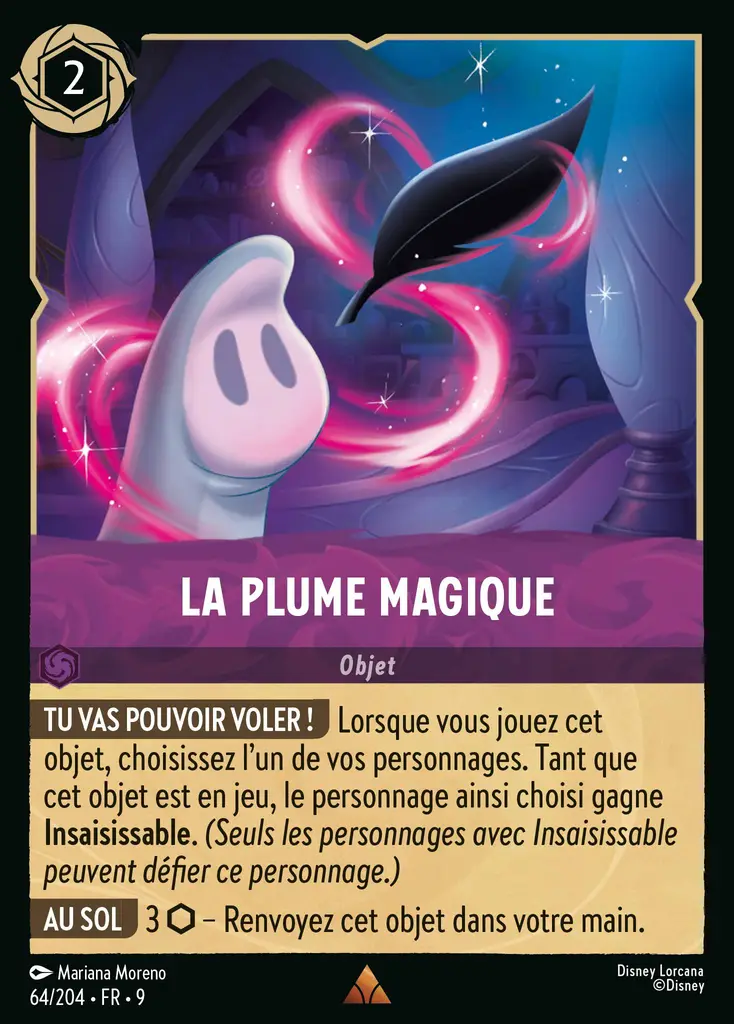 2
LA PLUME MAGIQUE
Objet
TU VAS POUVOIR VOLER ! Lorsque vous jouez cet
objet, choisissez l'un de vos personnages. Tant que
cet objet est en jeu, le personnage ainsi choisi gagne
Insaisissable. (Seuls les personnages avec Insaisissable
peuvent défier ce personnage.)
AU SOL 3 ⬡ – Renvoyez cet objet dans votre main.
Mariana Moreno
64/204 • FR • 9
Disney Lorcana
©Disney